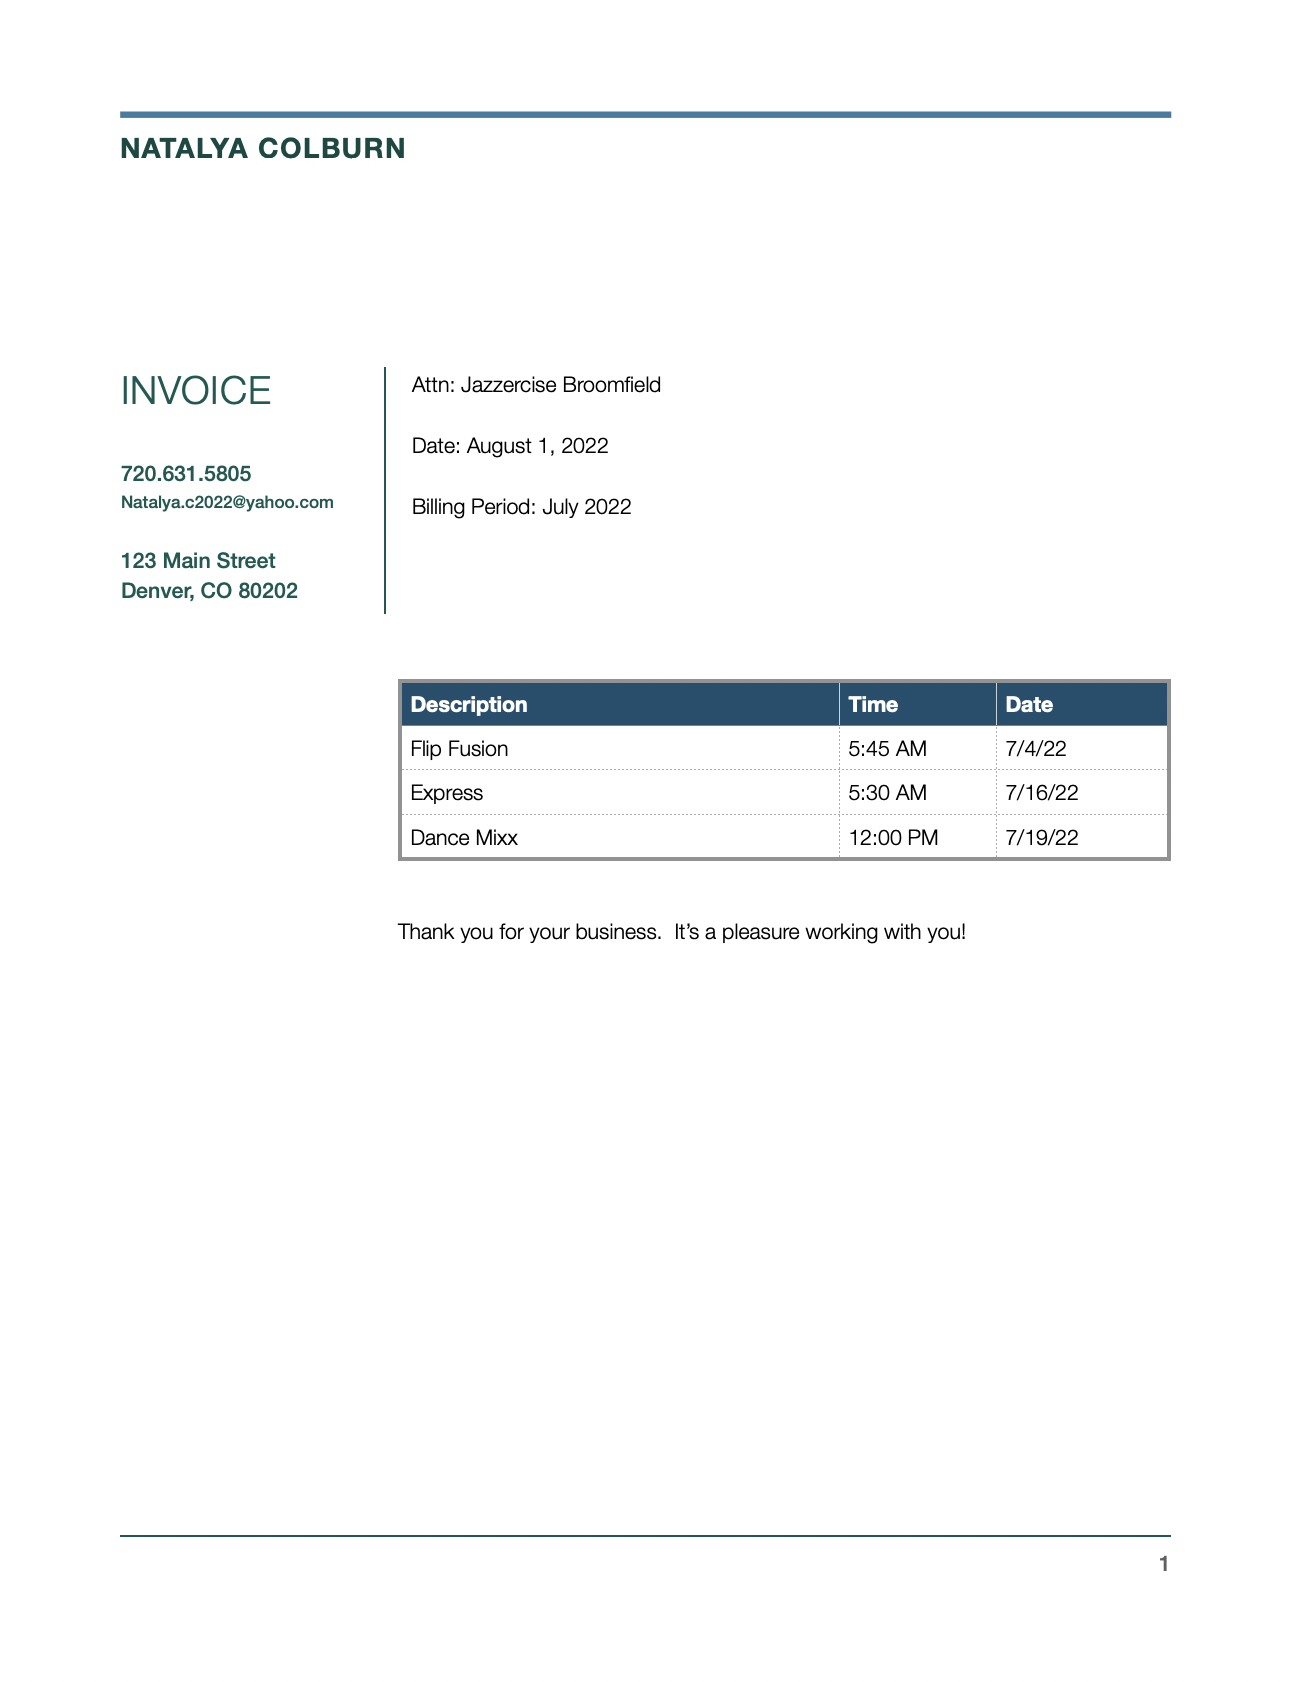 NATALYA COLBURN
INVOICE
720.631.5805
Natalya.c2022@yahoo.com
123 Main Street
Denver, CO 80202
Attn: Jazzercise Broomfield
Date: August 1, 2022
Billing Period: July 2022
Description Time Date
Flip Fusion 5:45 AM 7/4/22
Express 5:30 AM 7/16/22
Dance Mixx 12:00 PM 7/19/22
Thank you for your business.  It’s a pleasure working with you!
1